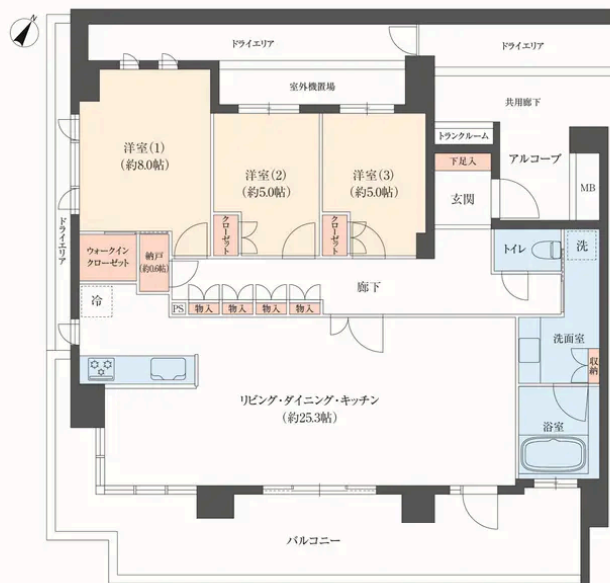 N
ドライエリア
ドライエリア
室外機置場
共用廊下
トランクルーム
アルコーブ
洋室(1)
(約8.0帖)
洋室(2)
(約5.0帖)
洋室(3)
(約5.0帖)
下足入
玄関
MB
ドライエリア
クローゼット
クローゼット
ウォークイン
クローゼット
納戸
(約0.6帖)
トイレ
洗
冷
廊下
PS
物入
物入
物入
物入
洗面室
収納
リビング・ダイニング・キッチン
(約25.3帖)
浴室
バルコニー